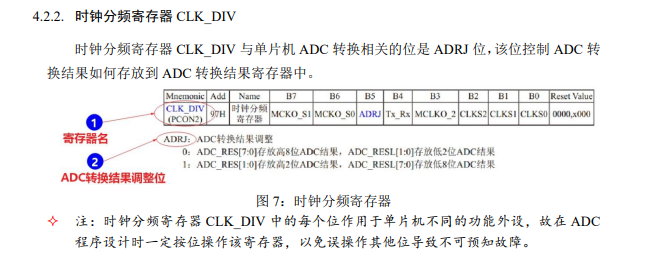 4.2.2. 时钟分频寄存器 CLK_DIV
时钟分频寄存器 CLK_DIV 与单片机 ADC 转换相关的位是 ADRJ 位，该位控制 ADC 转
换结果如何存放到 ADC 转换结果寄存器中。
Mnemonic Add Name B7 B6 B5 B4 B3 B2 B1 B0 Reset Value
CLK_DIV (PCON2) 97H 时钟分频寄存器 MCKO_S1 MCKO_S0 ADRJ Tx_Rx MCLKO_2 CLKS2 CLKS1 CLKS0 0000,x000
1
寄存器名
ADRJ：ADC转换结果调整
0：ADC_RES[7:0]存放高8位ADC结果，ADC_RESL[1:0]存放低2位ADC结果
1：ADC_RES[1:0]存放高2位ADC结果，ADC_RESL[7:0]存放低8位ADC结果
2
ADC转换结果调整位
图 7：时钟分频寄存器
✧ 注：时钟分频寄存器 CLK_DIV 中的每个位作用于单片机不同的功能外设，故在 ADC
程序设计时一定按位操作该寄存器，以免误操作其他位导致不可预知故障。